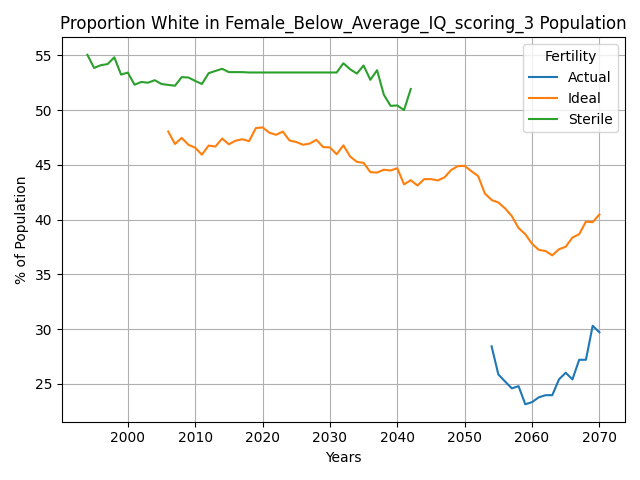 Proportion White in Female_Below_Average_IQ_scoring_3 Population
Fertility
Actual
Ideal
Sterile
% of Population
55
50
45
40
35
30
25
2000 2010 2020 2030 2040 2050 2060 2070
Years